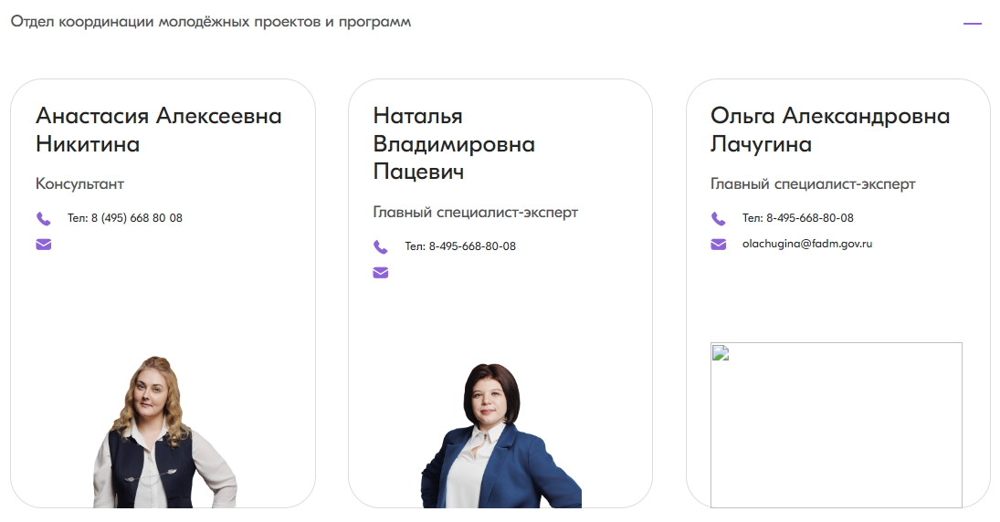 Отдел координации молодёжных проектов и программ
Анастасия Алексеевна
Никитина
Консультант
Тел: 8 (495) 668 80 08
Наталья
Владимировна
Пацевич
Главный специалист-эксперт
Тел: 8-495-668-80-08
Ольга Александровна
Лачугина
Главный специалист-эксперт
Тел: 8-495-668-80-08
olachugina@fadm.gov.ru